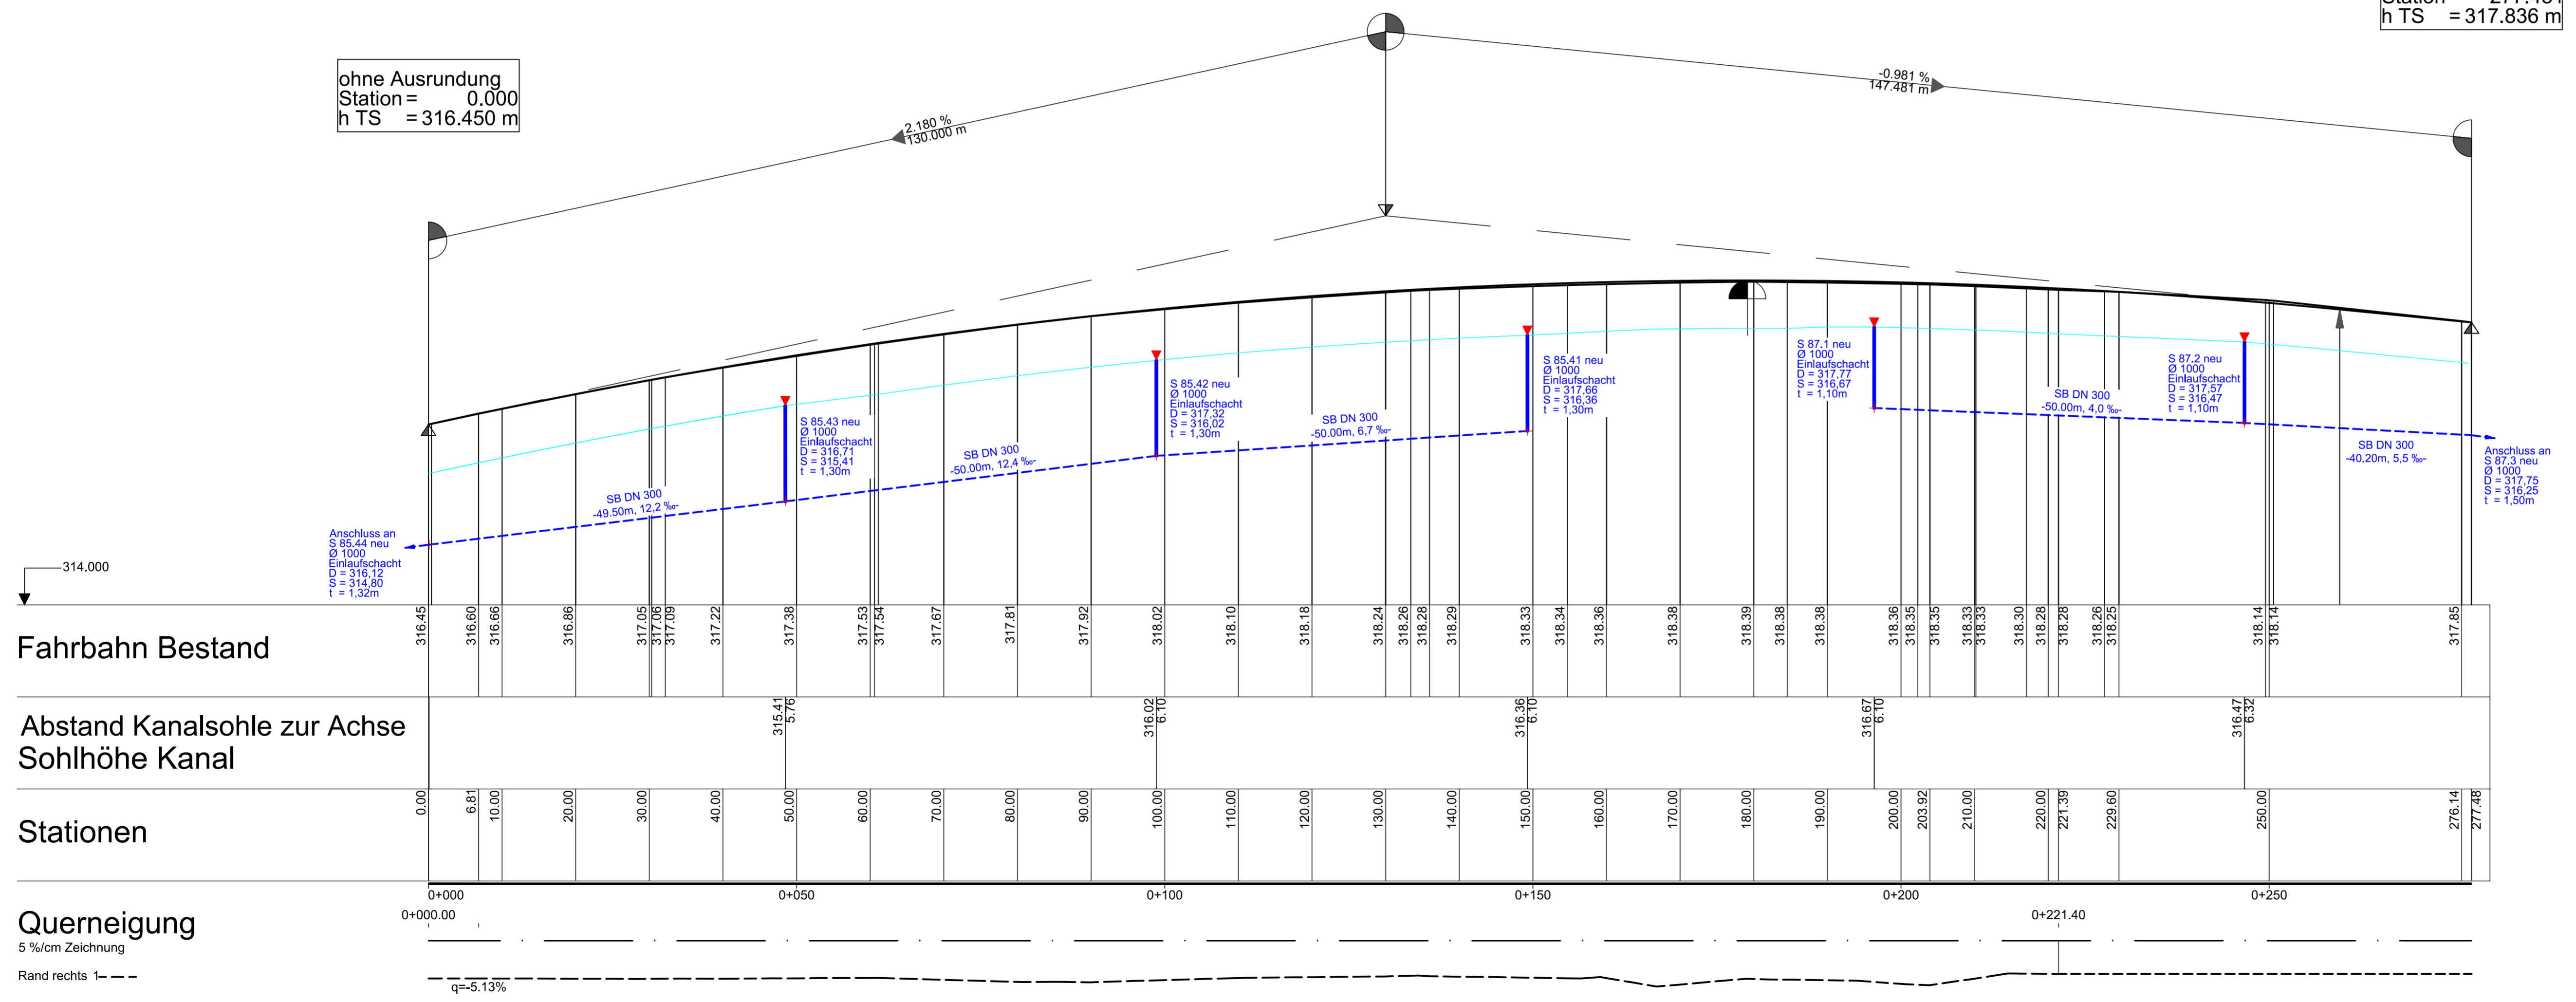 h TS = 317.836 m
ohne Ausrundung
Station = 0.000
h TS = 316.450 m
2.180 %
130.000 m
-0.981 %
147.481 m
S 85.43 neu
Ø 1000
Einlaufschacht
D = 316,71
S = 315,41
t = 1,30m
S 85.42 neu
Ø 1000
Einlaufschacht
D = 317,32
S = 316,02
t = 1,30m
S 85.41 neu
Ø 1000
Einlaufschacht
D = 317,66
S = 316,36
t = 1,30m
S 87.1 neu
Ø 1000
Einlaufschacht
D = 317,77
S = 316,67
t = 1,10m
S 87.2 neu
Ø 1000
Einlaufschacht
D = 317,57
S = 316,47
t = 1,10m
SB DN 300
-49.50m, 12,2 ‰-
SB DN 300
-50.00m, 12,4 ‰-
SB DN 300
-50.00m, 6,7 ‰-
SB DN 300
-50.00m, 4,0 ‰-
SB DN 300
-40.20m, 5,5 ‰-
Anschluss an
S 85.44 neu
Ø 1000
Einlaufschacht
D = 316,12
S = 314,80
t = 1,32m
Anschluss an
S 87.3 neu
Ø 1000
D = 317,75
S = 316,25
t = 1,50m
314.000
Fahrbahn Bestand
316.45 316.60 316.66 316.86 317.05 317.06 317.09 317.22 317.38 317.53 317.54 317.67 317.81 317.92 318.02 318.10 318.18 318.24 318.26 318.28 318.29 318.33 318.34 318.36 318.38 318.39 318.38 318.38 318.36 318.35 318.35 318.33 318.33 318.30 318.28 318.28 318.26 318.25 318.14 318.14 317.85
Abstand Kanalsohle zur Achse
Sohlhöhe Kanal
315.41 5.76 316.02 6.10 316.36 6.10 316.67 6.10 316.47 6.32
Stationen
0.00 6.81 10.00 20.00 30.00 40.00 50.00 60.00 70.00 80.00 90.00 100.00 110.00 120.00 130.00 140.00 150.00 160.00 170.00 180.00 190.00 200.00 203.92 210.00 220.00 221.39 229.60 250.00 276.14 277.48
0+000 0+050 0+100 0+150 0+200 0+250
0+000.00 0+221.40
Querneigung
5 %/cm Zeichnung
Rand rechts 1
q=-5.13%